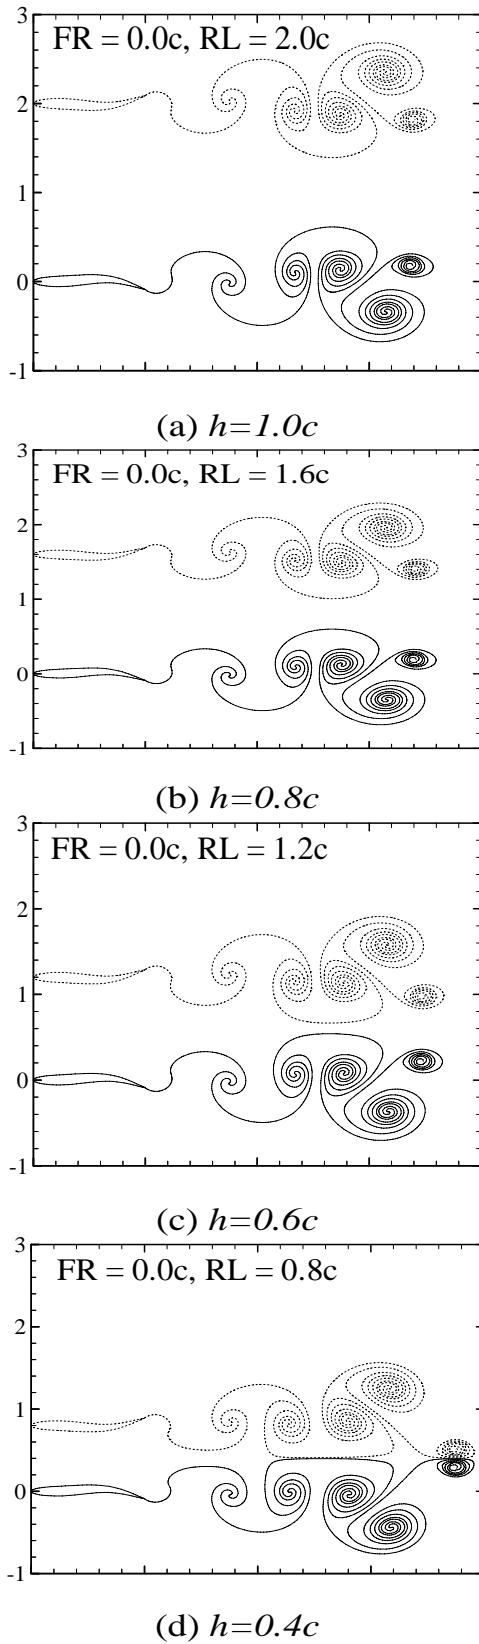 3
FR = 0.0c, RL = 2.0c
2
1
0
-1
(a) h=1.0c
3
FR = 0.0c, RL = 1.6c
2
1
0
-1
(b) h=0.8c
3
FR = 0.0c, RL = 1.2c
2
1
0
-1
(c) h=0.6c
3
FR = 0.0c, RL = 0.8c
2
1
0
-1
(d) h=0.4c